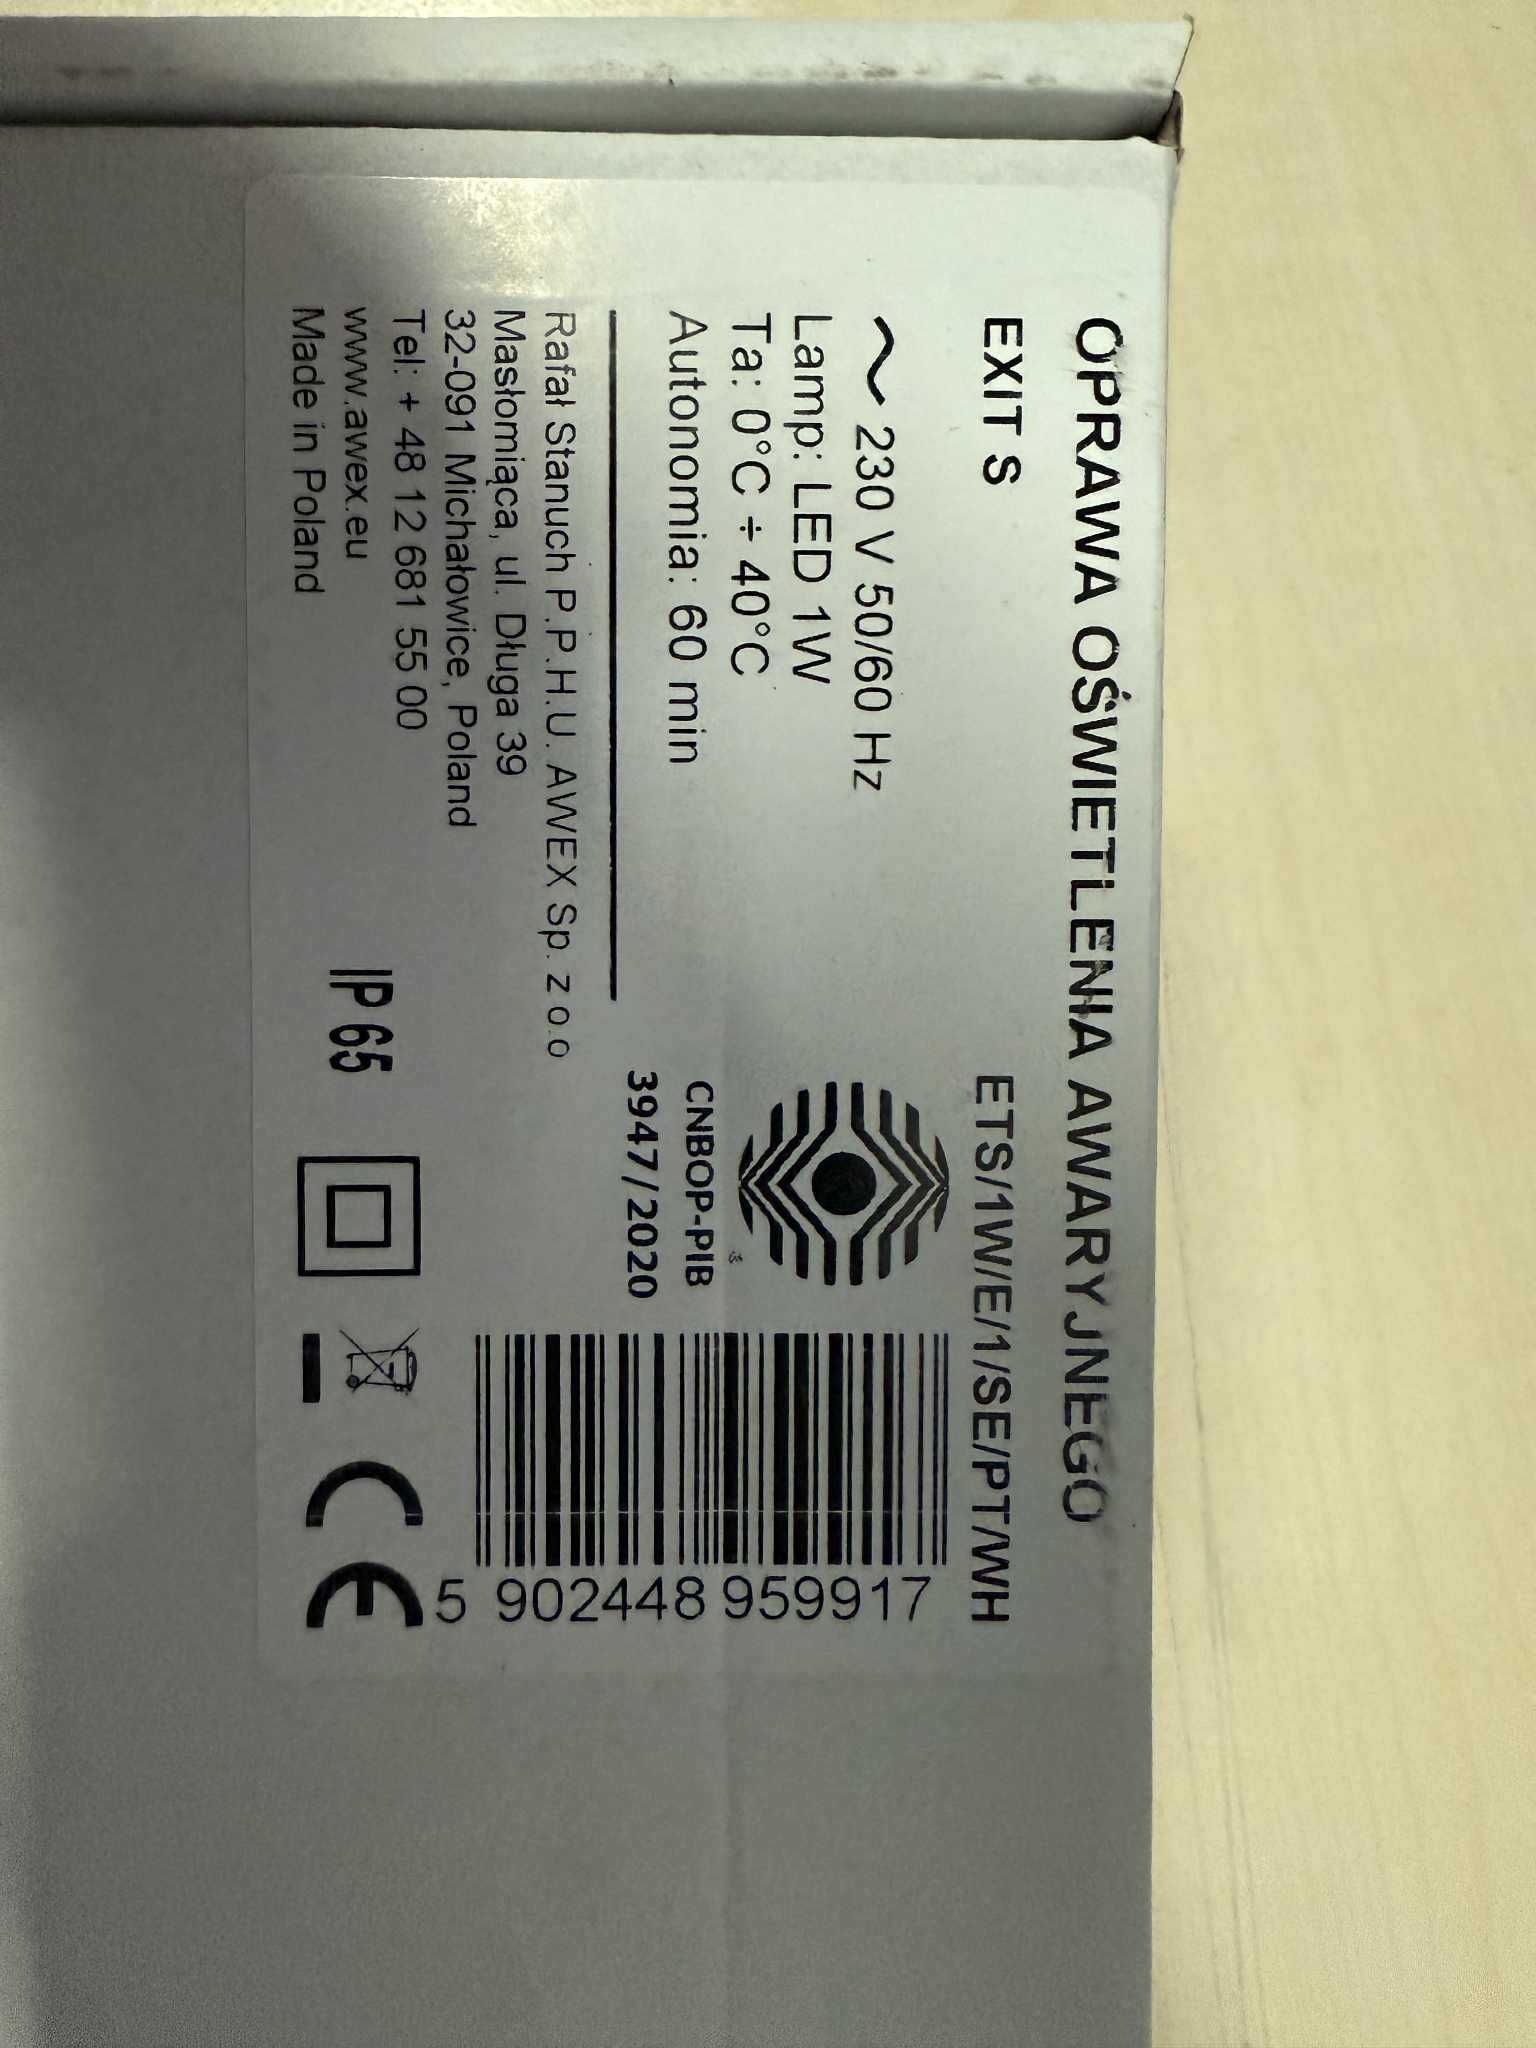 OPRAWA OŚWIETLENIA AWARYJNEGO
EXIT S
ETS/1W/E/1/SE/PT/WH
~ 230 V 50/60 Hz
Lamp: LED 1W
Ta: 0°C ÷ 40°C
Autonomia: 60 min
CNBOP-PIB
3947/2020
Rafał Stanuch P.P.H.U. AWEX Sp. z o.o
Masłomiąca, ul. Długa 39
32-091 Michałowice, Poland
Tel: + 48 12 681 55 00
www.awex.eu
Made in Poland
IP 65
CE
5 902448 959917